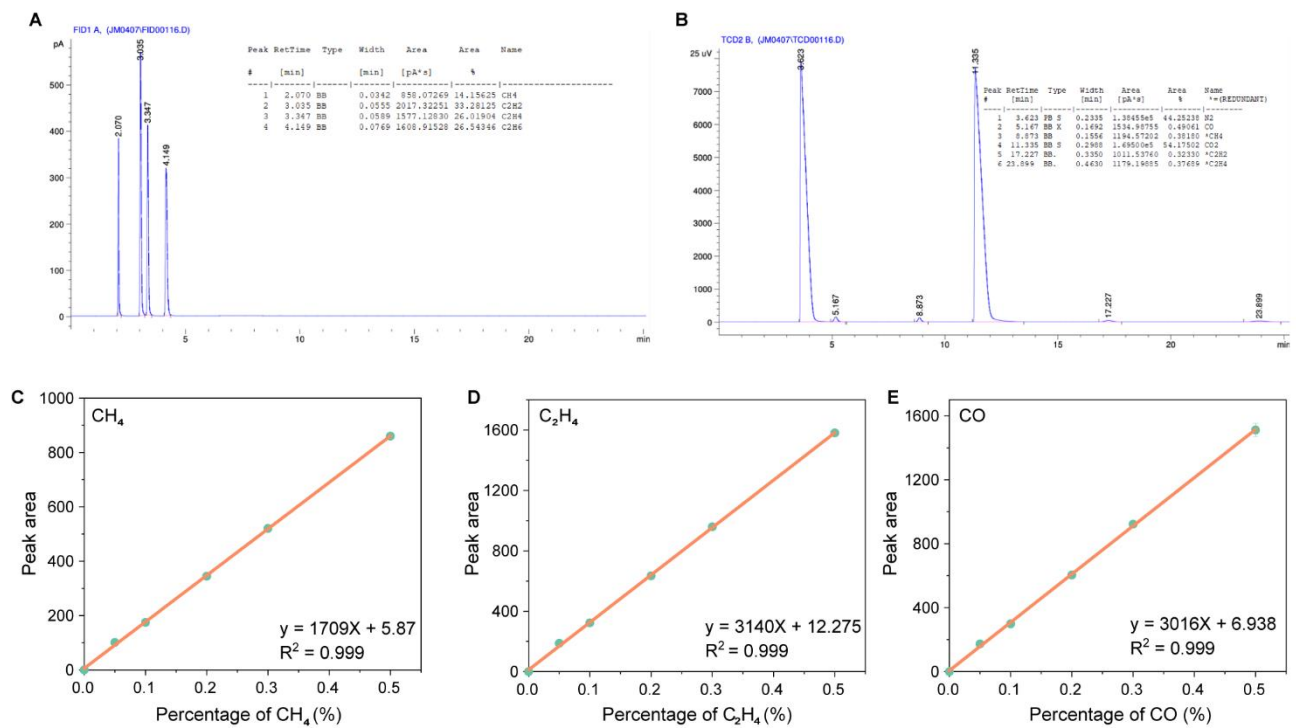 A
FID1 A, (JM0407\FID00116.D)
pA
500
400
300
200
100
0
5
10
15
20
min
2.070
3.035
3.347
4.149
Peak RetTime Type Width Area Area Name
# [min] [min] [pA*s] %
1 2.070 BB 0.0342 858.07269 14.15625 CH4
2 3.035 BB 0.0555 2017.32251 33.28125 C2H2
3 3.347 BB 0.0589 1577.12830 26.01904 C2H4
4 4.149 BB 0.0769 1608.91528 26.54346 C2H6
B
TCD2 B, (JM0407\TCD00116.D)
25 uV
7000
6000
5000
4000
3000
2000
1000
0
5
10
15
20
min
3.623
5.167
8.873
11.335
17.227
23.899
Peak RetTime Type Width Area Area Name
# [min] [min] [pA*s] % *=(REDUNDANT)
1 3.623 PB S 0.2335 1.38455e5 44.25238 N2
2 5.167 BB X 0.1692 1534.98755 0.49061 CO
3 8.873 BB 0.1556 1194.57202 0.38180 *CH4
4 11.335 BB S 0.2988 1.69500e5 54.17502 CO2
5 17.227 BB. 0.3350 1011.53760 0.32330 *C2H2
6 23.899 BB. 0.4630 1179.19885 0.37689 *C2H4
C
CH₄
1000
800
600
400
200
0
Peak area
y = 1709X + 5.87
R² = 0.999
0.0 0.1 0.2 0.3 0.4 0.5
Percentage of CH₄ (%)
D
C₂H₄
1600
1200
800
400
0
Peak area
y = 3140X + 12.275
R² = 0.999
0.0 0.1 0.2 0.3 0.4 0.5
Percentage of C₂H₄ (%)
E
CO
1600
1200
800
400
0
Peak area
y = 3016X + 6.938
R² = 0.999
0.0 0.1 0.2 0.3 0.4 0.5
Percentage of CO (%)